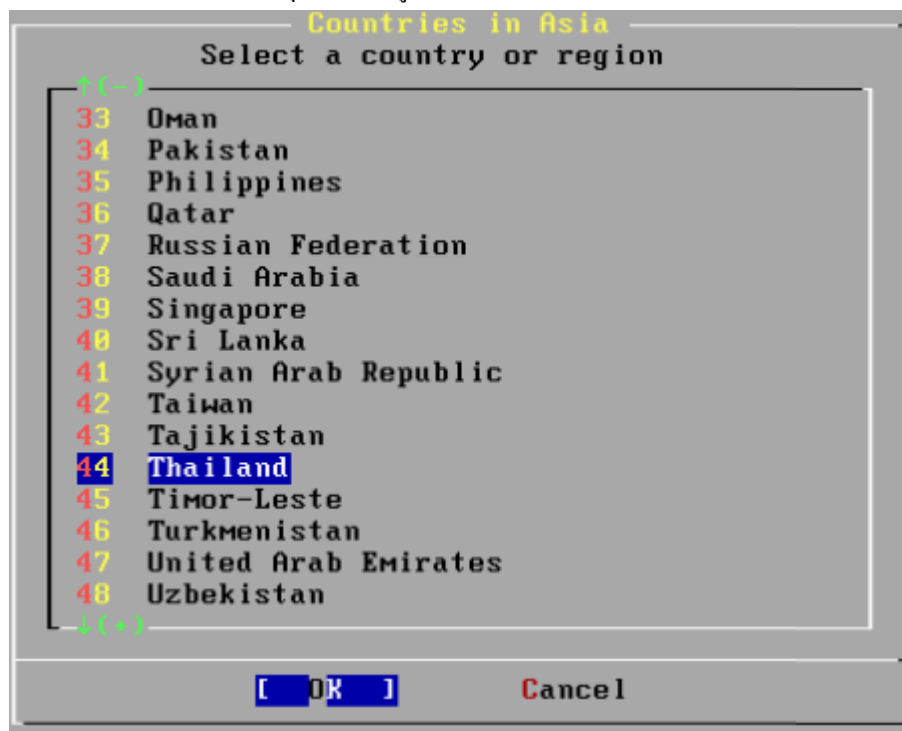 Countries in Asia
Select a country or region
↑(-)
33 Oman
34 Pakistan
35 Philippines
36 Qatar
37 Russian Federation
38 Saudi Arabia
39 Singapore
40 Sri Lanka
41 Syrian Arab Republic
42 Taiwan
43 Tajikistan
44 Thailand
45 Timor-Leste
46 Turkmenistan
47 United Arab Emirates
48 Uzbekistan
↓(+)
[ OK ] Cancel